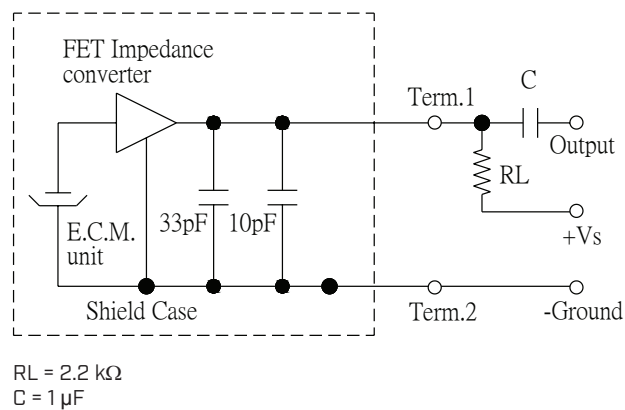 FET Impedance
converter
C
Term.1
Output
RL
33pF
10pF
+Vs
E.C.M.
unit
Shield Case
Term.2
-Ground
RL = 2.2 kΩ
C = 1 µF